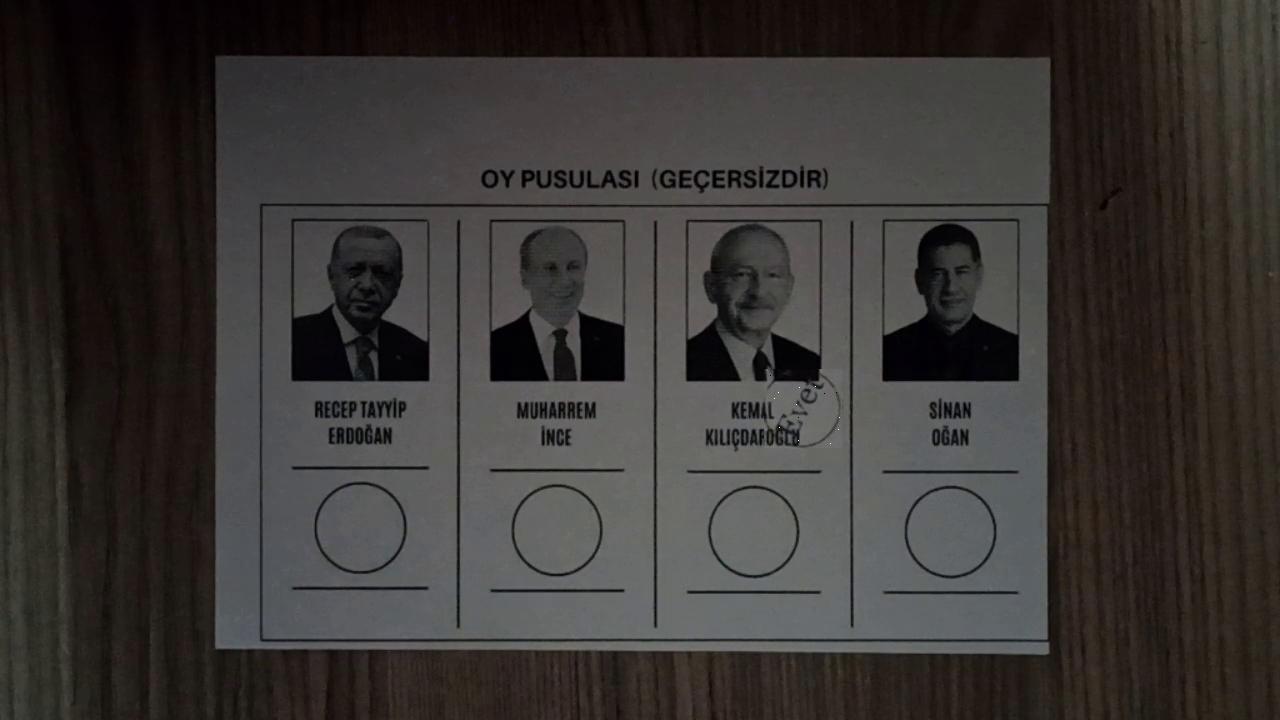 OY PUSULASI (GEÇERSİZDİR)
RECEP TAYYİP
ERDOĞAN
MUHARREM
İNCE
KEMAL
KILIÇDAROĞLU
Evet
SİNAN
OĞAN